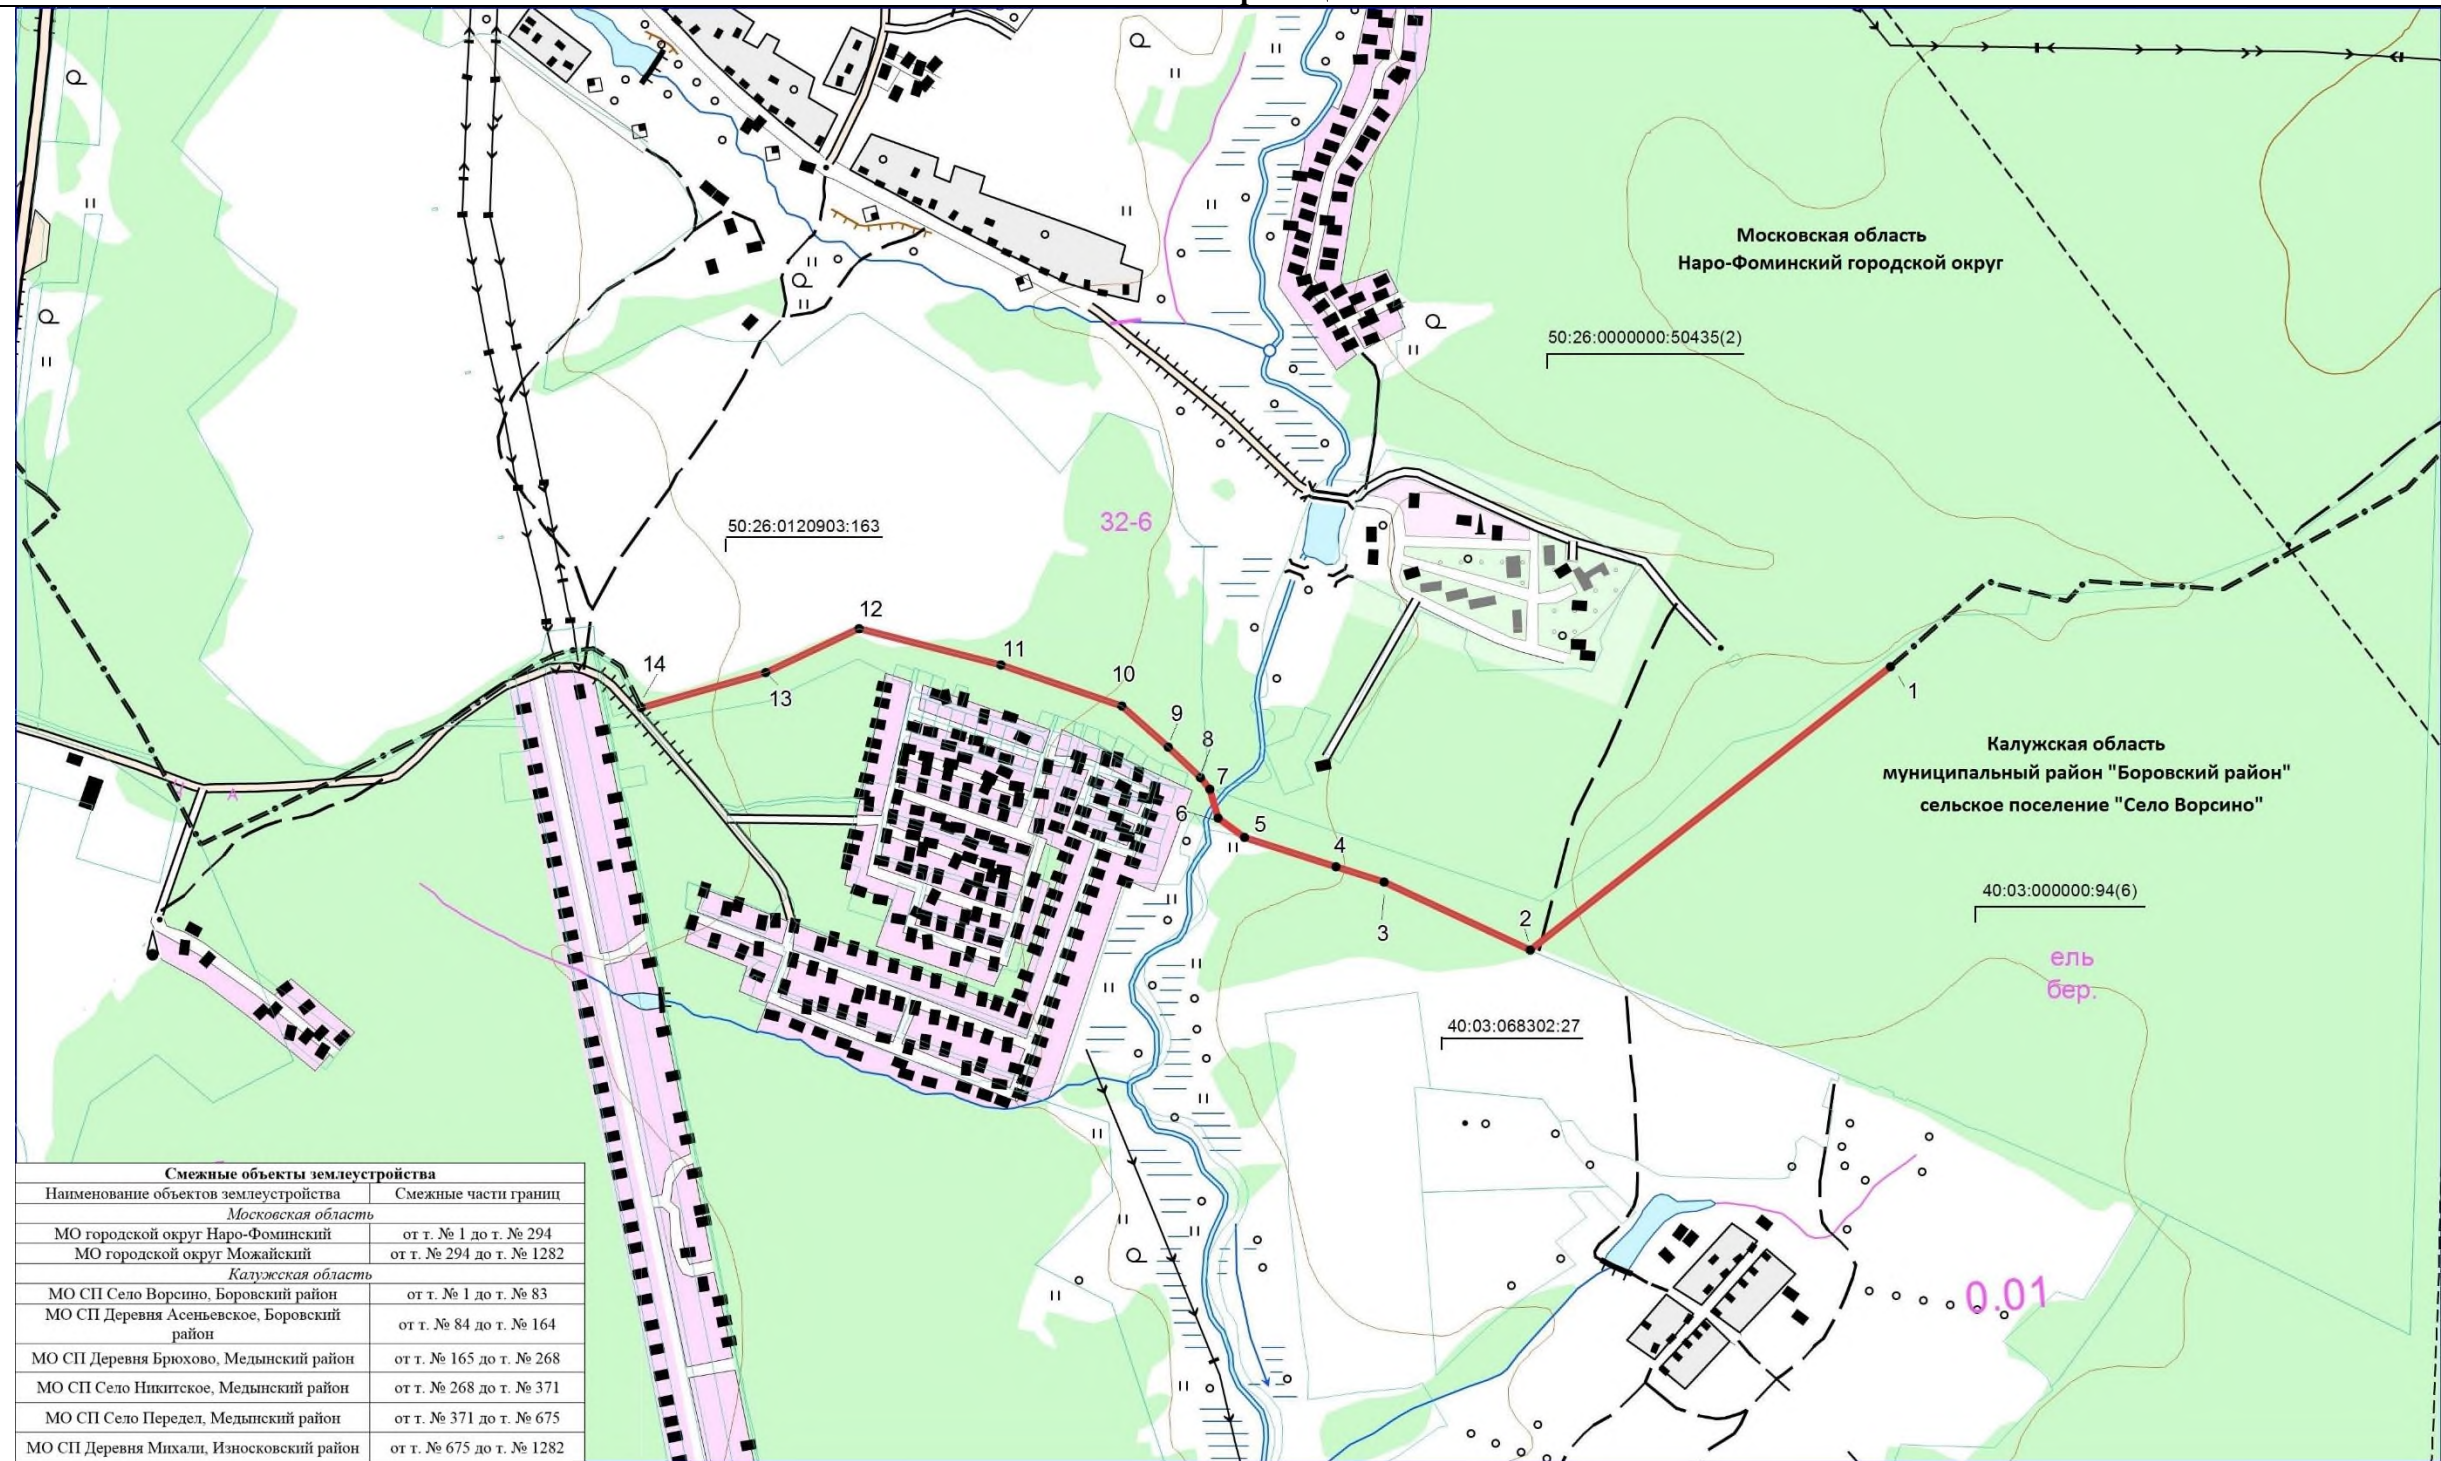 Московская область
Наро-Фоминский городской округ
50:26:0000000:50435(2)
50:26:0120903:163
32-6
12
11
14
13
10
9
8
7
6
5
4
3
2
1
Калужская область
муниципальный район "Боровский район"
сельское поселение "Село Ворсино"
А
40:03:000000:94(6)
ель
бер.
40:03:068302:27
0.01
Смежные объекты землеустройства
Наименование объектов землеустройства Смежные части границ
Московская область
МО городской округ Наро-Фоминский от т. № 1 до т. № 294
МО городской округ Можайский от т. № 294 до т. № 1282
Калужская область
МО СП Село Ворсино, Боровский район от т. № 1 до т. № 83
МО СП Деревня Асеньевское, Боровский
район от т. № 84 до т. № 164
МО СП Деревня Брюхово, Медынский район от т. № 165 до т. № 268
МО СП Село Никитское, Медынский район от т. № 268 до т. № 371
МО СП Село Передел, Медынский район от т. № 371 до т. № 675
МО СП Деревня Михали, Износковский район от т. № 675 до т. № 1282